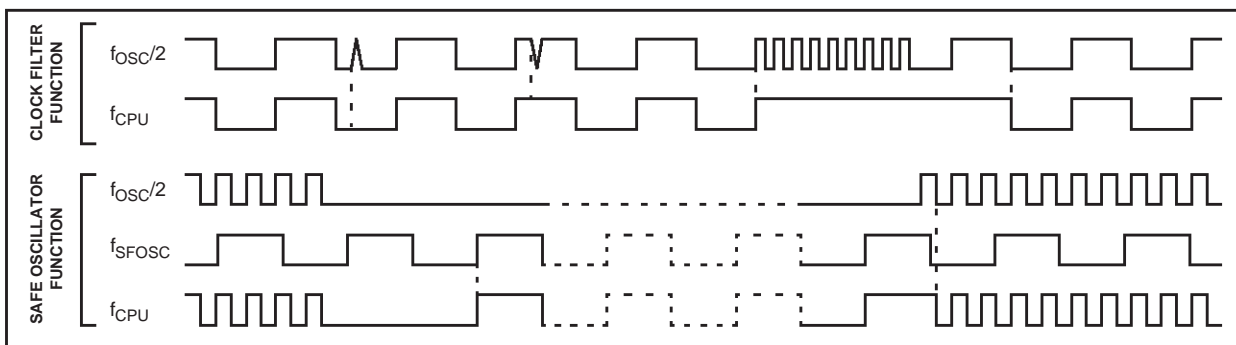 CLOCK FILTER
FUNCTION
fOSC/2
fCPU
SAFE OSCILLATOR
FUNCTION
fOSC/2
fSFOSC
fCPU